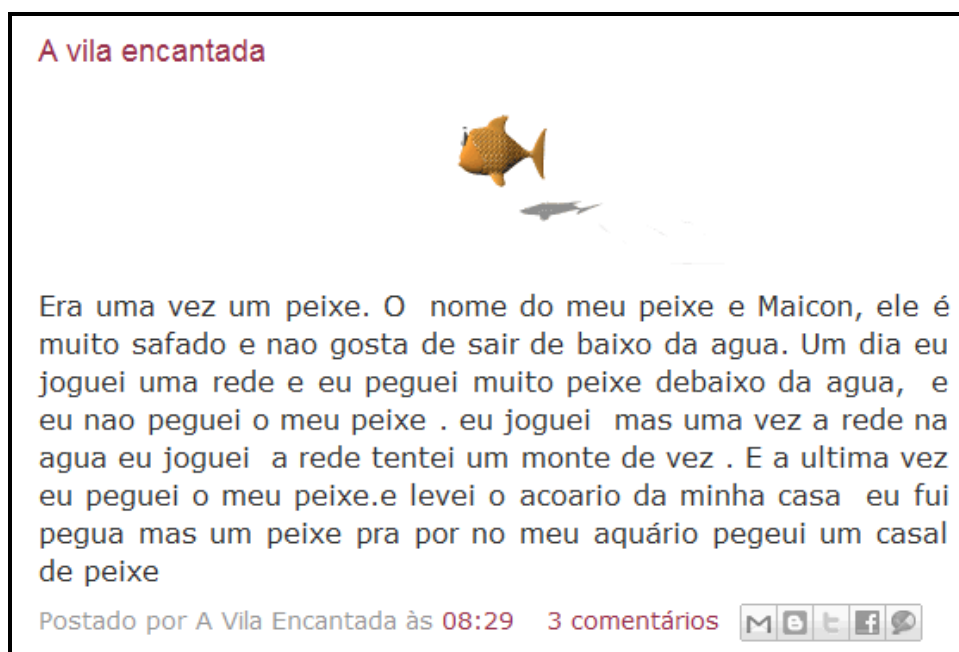 A vila encantada
Era uma vez um peixe. O  nome do meu peixe e Maicon, ele é
muito safado e nao gosta de sair de baixo da agua. Um dia eu
joguei uma rede e eu peguei muito peixe debaixo da agua,  e
eu nao peguei o meu peixe . eu joguei  mas uma vez a rede na
agua eu joguei  a rede tentei um monte de vez . E a ultima vez
eu peguei o meu peixe.e levei o acoario da minha casa  eu fui
pegua mas um peixe pra por no meu aquário pegeui um casal
de peixe
Postado por A Vila Encantada às 08:29 3 comentários